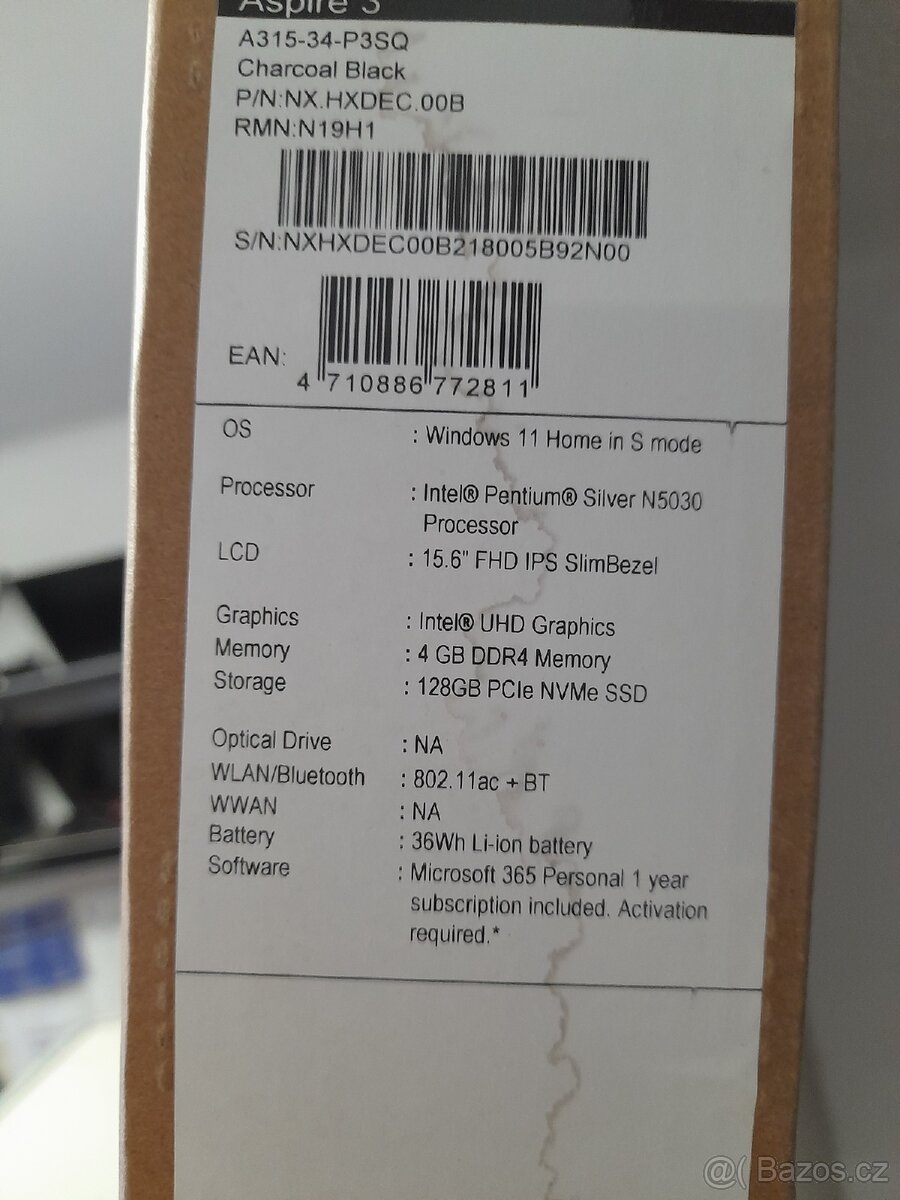 Aspire 3
A315-34-P3SQ
Charcoal Black
P/N:NX.HXDEC.00B
RMN:N19H1
S/N:NXHXDEC00B218005B92N00
EAN:
4 710886 772811
OS : Windows 11 Home in S mode
Processor : Intel® Pentium® Silver N5030
Processor
LCD : 15.6" FHD IPS SlimBezel
Graphics : Intel® UHD Graphics
Memory : 4 GB DDR4 Memory
Storage : 128GB PCIe NVMe SSD
Optical Drive : NA
WLAN/Bluetooth : 802.11ac + BT
WWAN : NA
Battery : 36Wh Li-ion battery
Software : Microsoft 365 Personal 1 year
subscription included. Activation
required.*
@( Bazos.cz